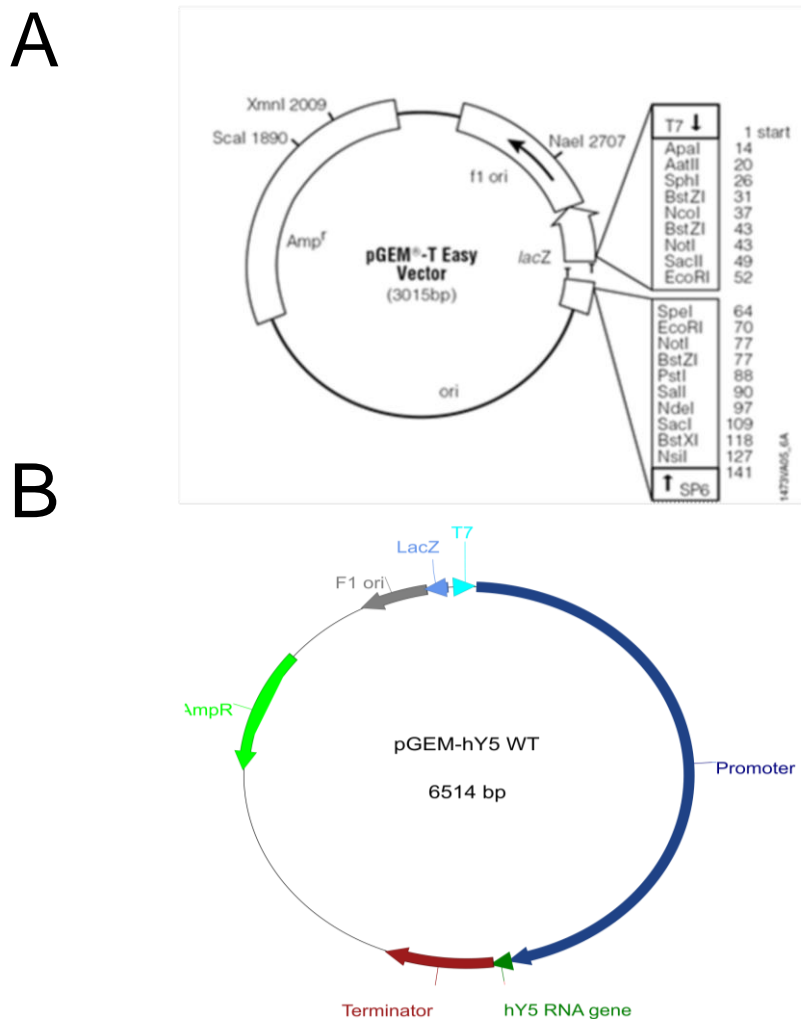 A
XmnI 2009
ScaI 1890
NaeI 2707
f1 ori
Ampʳ
pGEM®-T Easy
Vector
(3015bp)
lacZ
T T
ori
T7 ↓
1 start
ApaI 14
AatII 20
SphI 26
BstZI 31
NcoI 37
BstZI 43
NotI 43
SacII 49
EcoRI 52
SpeI 64
EcoRI 70
NotI 77
BstZI 77
PstI 88
SalI 90
NdeI 97
SacI 109
BstXI 118
NsiI 127
141
↑ SP6
1473VA05_6A
B
T7
LacZ
F1 ori
AmpR
pGEM-hY5 WT
6514 bp
Promoter
Terminator
hY5 RNA gene